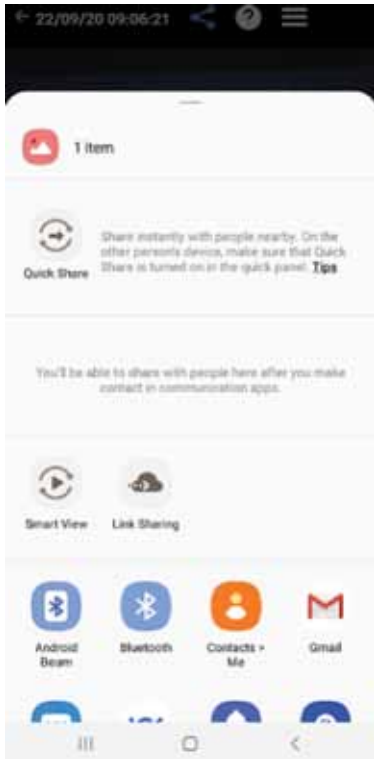 22/09/20 09:06:21
1 item
Share instantly with people nearby. On the
other person's device, make sure that Quick
Share is turned on in the quick panel. Tips
Quick Share
You'll be able to share with people here after you make
contact in communication apps.
Smart View Link Sharing
Android Bluetooth Contacts > Gmail
Beam Me